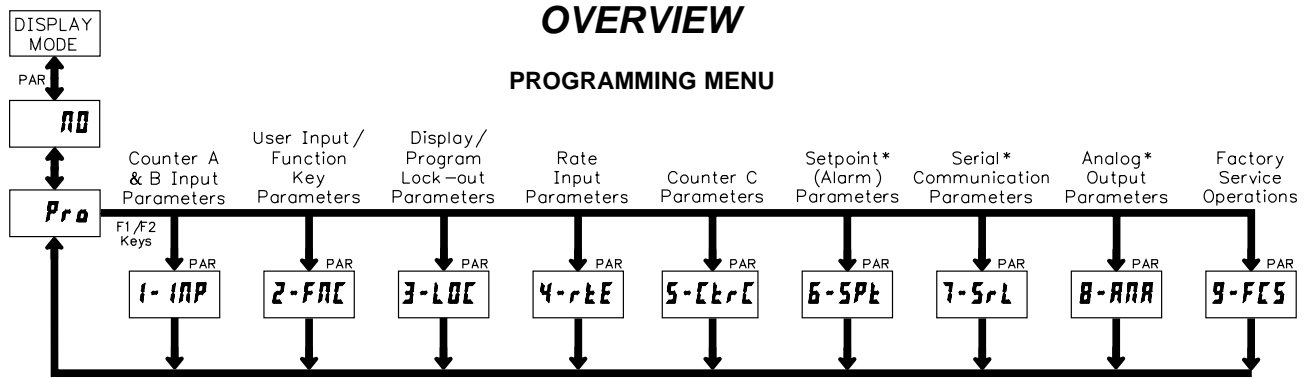 OVERVIEW
PROGRAMMING MENU
DISPLAY
MODE
PAR
NO
Pro
F1/F2
Keys
Counter A
& B Input
Parameters
PAR
1-INP
User Input/
Function
Key
Parameters
PAR
2-FNC
Display/
Program
Lock-out
Parameters
PAR
3-LOC
Rate
Input
Parameters
PAR
4-rtE
Counter C
Parameters
PAR
5-CtrC
Setpoint*
(Alarm)
Parameters
PAR
6-SPt
Serial*
Communication
Parameters
PAR
7-SrL
Analog*
Output
Parameters
PAR
8-ANA
Factory
Service
Operations
PAR
9-FCS